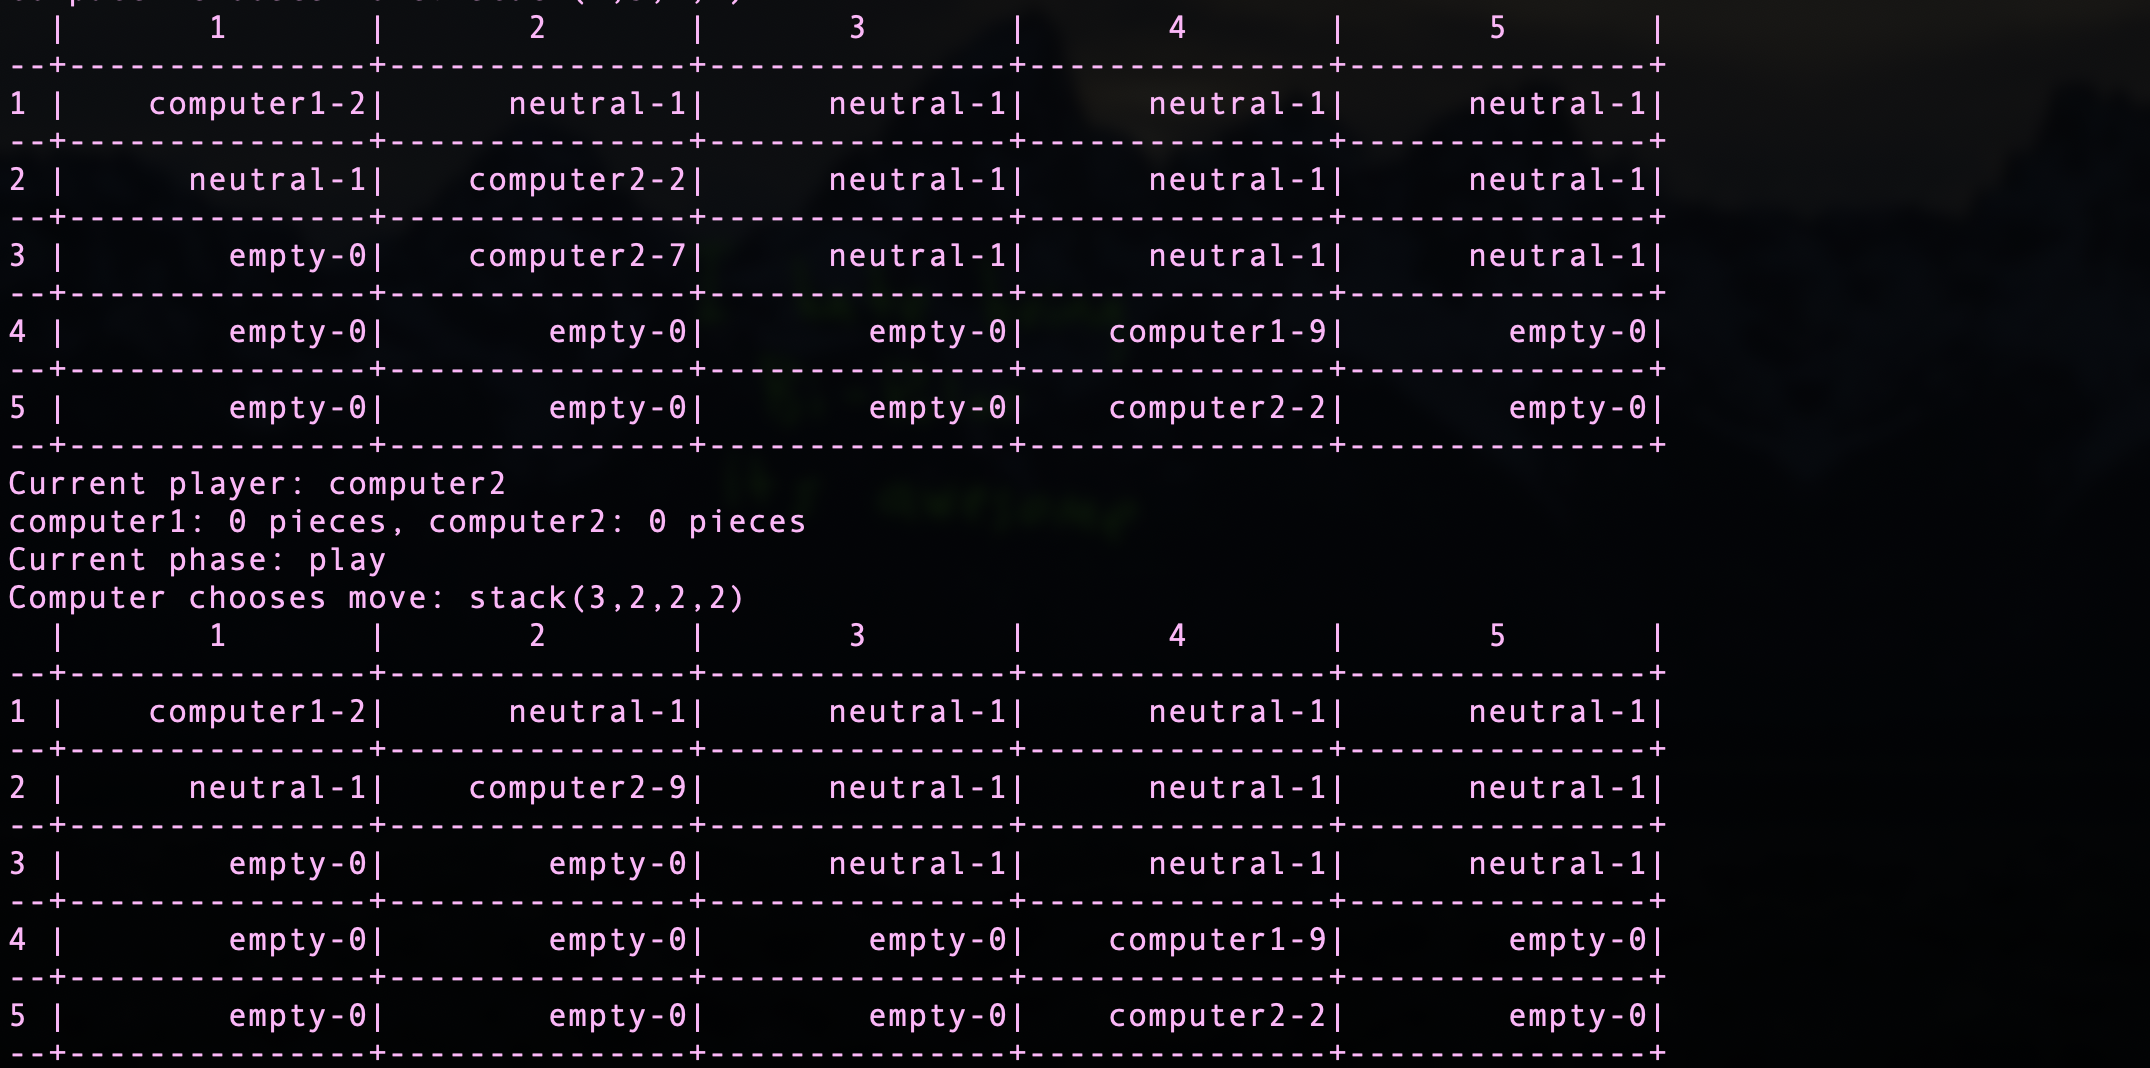 |       1       |       2       |       3       |       4       |       5       |
--+---------------+---------------+---------------+---------------+---------------+
1 |    computer1-2|      neutral-1|      neutral-1|      neutral-1|      neutral-1|
--+---------------+---------------+---------------+---------------+---------------+
2 |      neutral-1|    computer2-2|      neutral-1|      neutral-1|      neutral-1|
--+---------------+---------------+---------------+---------------+---------------+
3 |        empty-0|    computer2-7|      neutral-1|      neutral-1|      neutral-1|
--+---------------+---------------+---------------+---------------+---------------+
4 |        empty-0|        empty-0|        empty-0|    computer1-9|        empty-0|
--+---------------+---------------+---------------+---------------+---------------+
5 |        empty-0|        empty-0|        empty-0|    computer2-2|        empty-0|
--+---------------+---------------+---------------+---------------+---------------+
Current player: computer2
computer1: 0 pieces, computer2: 0 pieces
Current phase: play
Computer chooses move: stack(3,2,2,2)
  |       1       |       2       |       3       |       4       |       5       |
--+---------------+---------------+---------------+---------------+---------------+
1 |    computer1-2|      neutral-1|      neutral-1|      neutral-1|      neutral-1|
--+---------------+---------------+---------------+---------------+---------------+
2 |      neutral-1|    computer2-9|      neutral-1|      neutral-1|      neutral-1|
--+---------------+---------------+---------------+---------------+---------------+
3 |        empty-0|        empty-0|      neutral-1|      neutral-1|      neutral-1|
--+---------------+---------------+---------------+---------------+---------------+
4 |        empty-0|        empty-0|        empty-0|    computer1-9|        empty-0|
--+---------------+---------------+---------------+---------------+---------------+
5 |        empty-0|        empty-0|        empty-0|    computer2-2|        empty-0|
--+---------------+---------------+---------------+---------------+---------------+